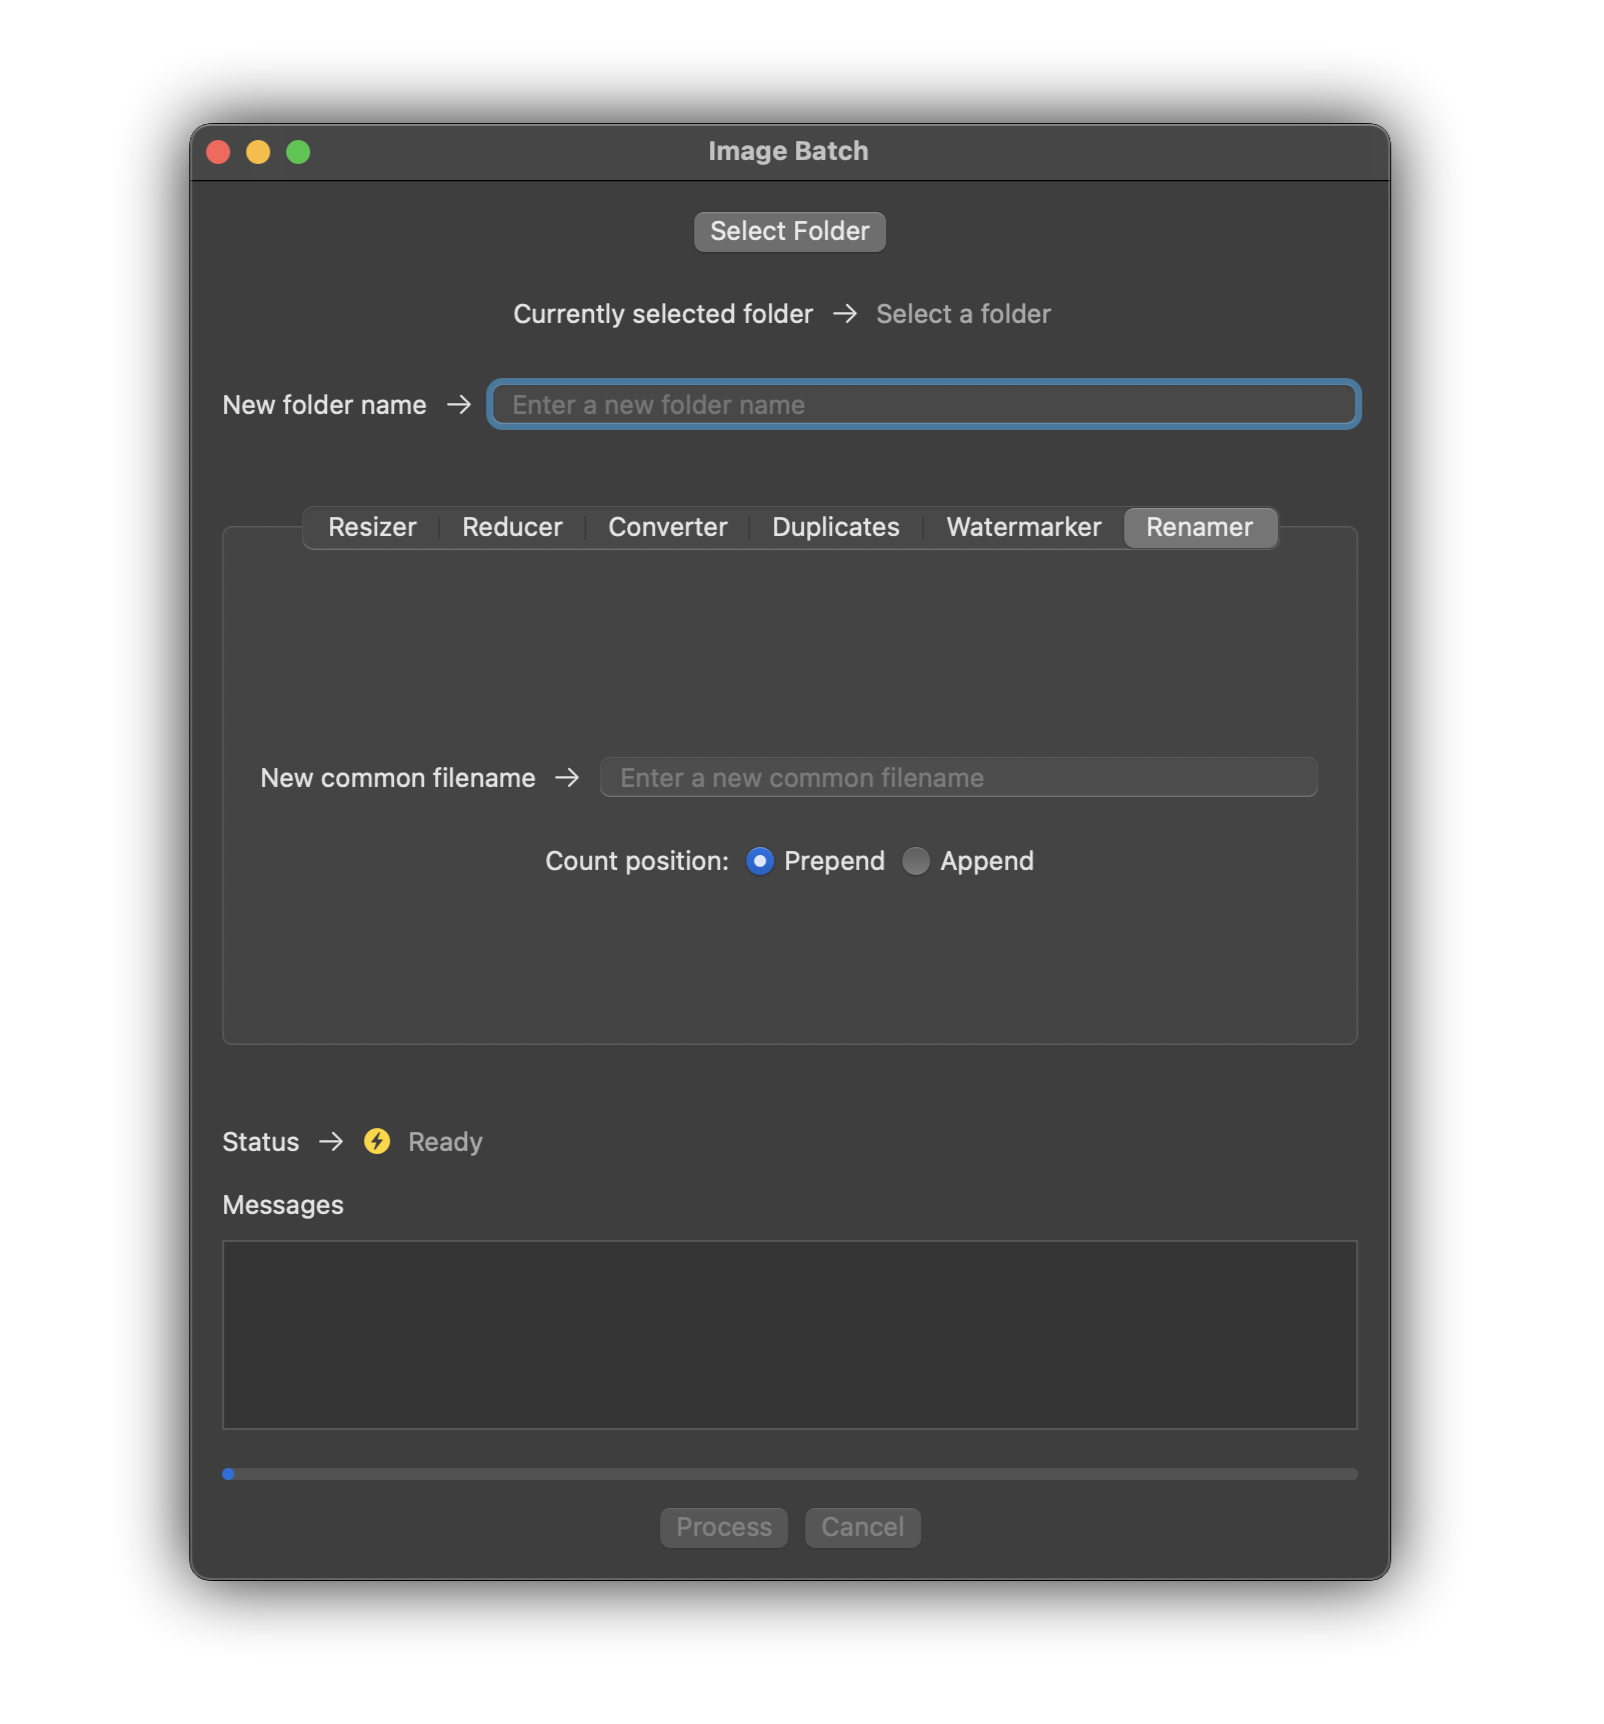 Image Batch
Select Folder
Currently selected folder → Select a folder
New folder name → Enter a new folder name
Resizer Reducer Converter Duplicates Watermarker Renamer
New common filename → Enter a new common filename
Count position: Prepend Append
Status → Ready
Messages
Process Cancel